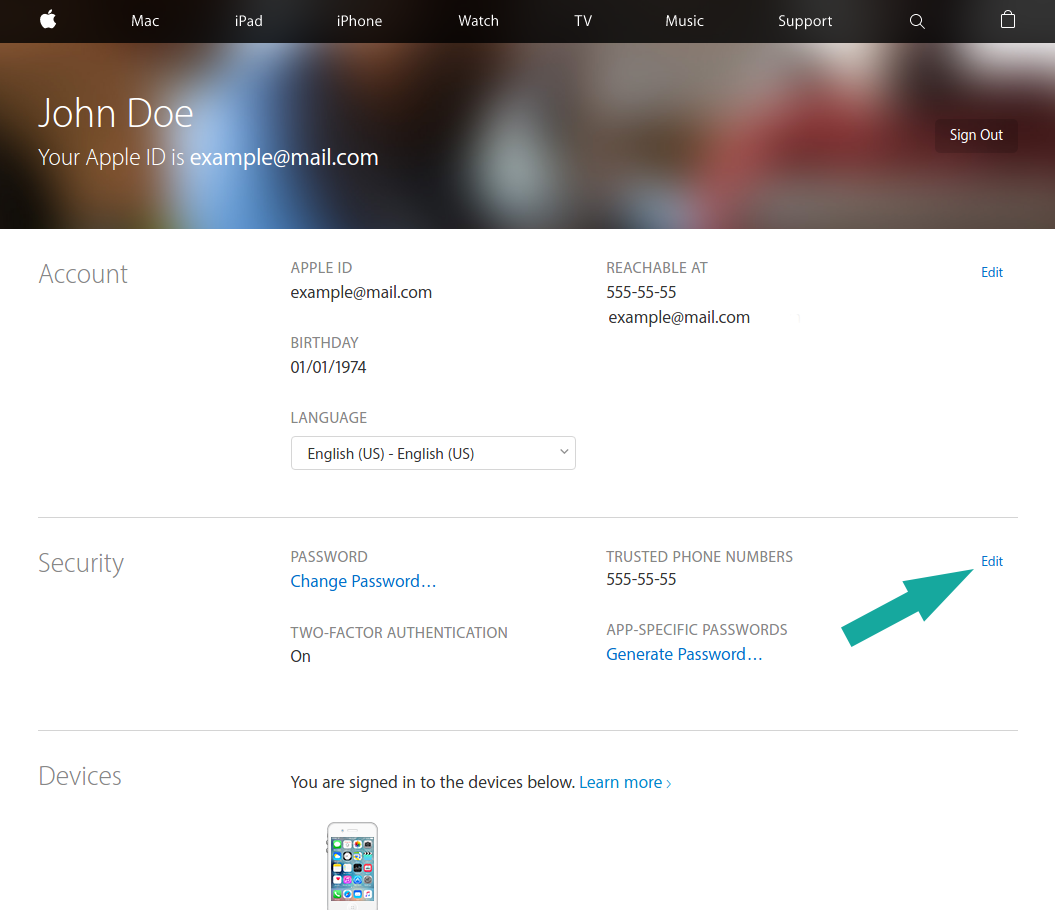 Mac iPad iPhone Watch TV Music Support
John Doe
Your Apple ID is example@mail.com
Sign Out
Account
APPLE ID
example@mail.com
BIRTHDAY
01/01/1974
LANGUAGE
English (US) - English (US)
REACHABLE AT
555-55-55
example@mail.com
Edit
Security
PASSWORD
Change Password…
TWO-FACTOR AUTHENTICATION
On
TRUSTED PHONE NUMBERS
555-55-55
APP-SPECIFIC PASSWORDS
Generate Password…
Edit
Devices
You are signed in to the devices below. Learn more ›